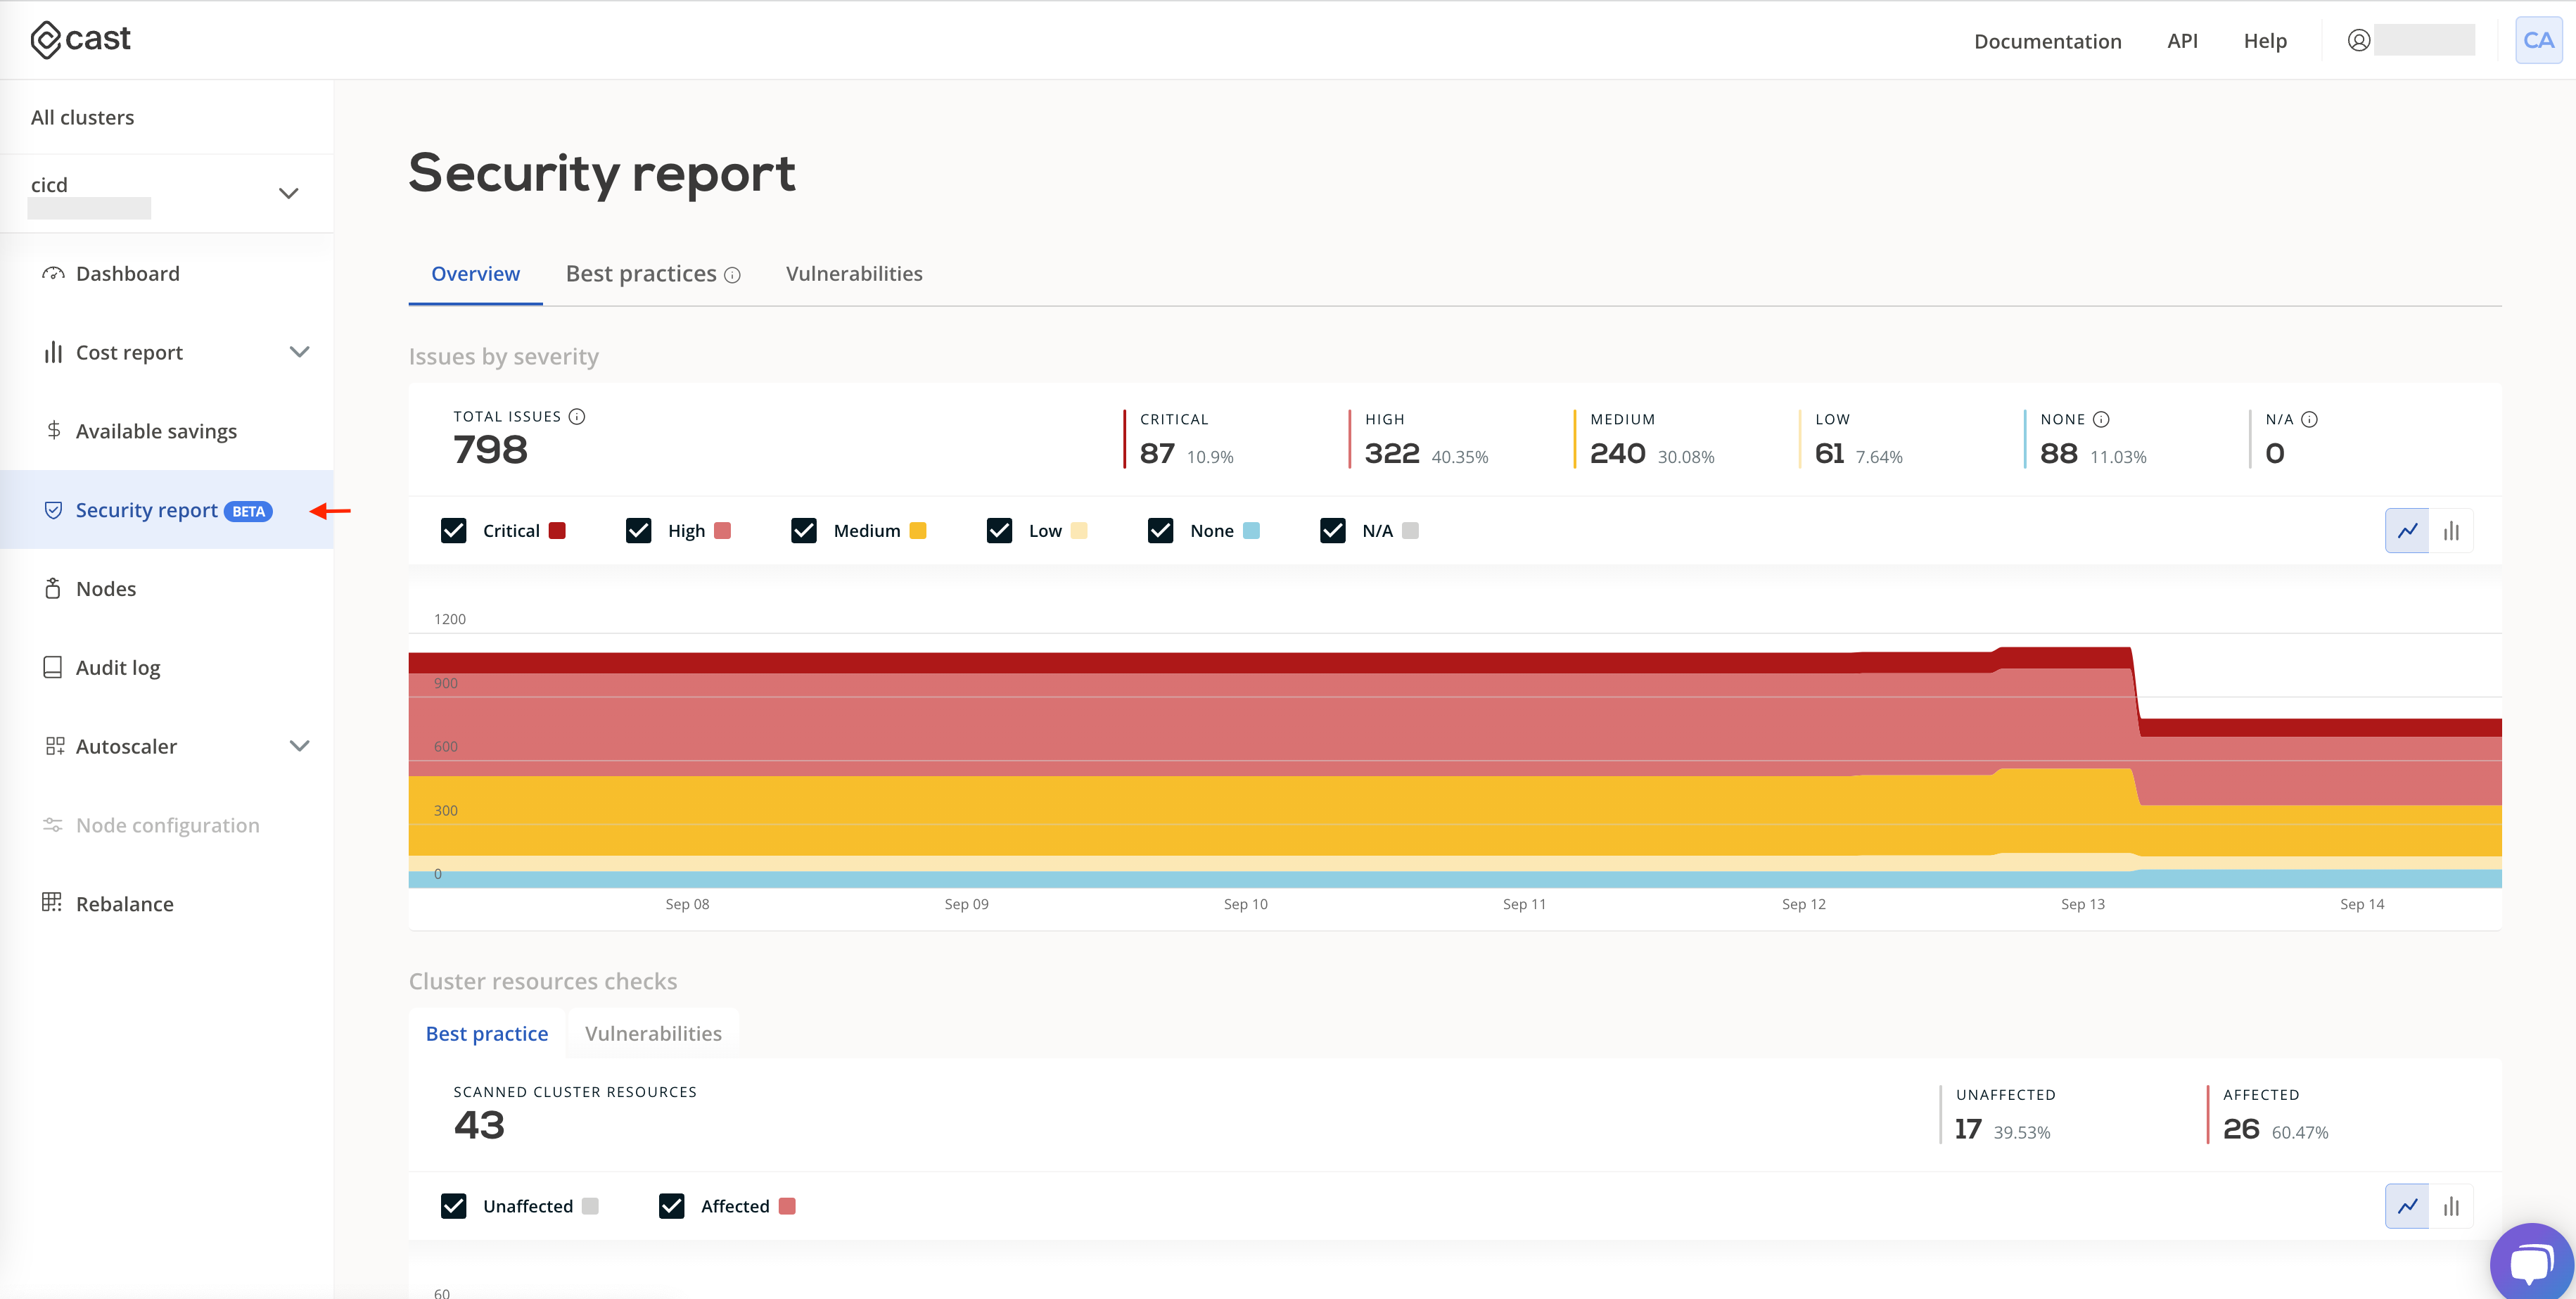 cast
Documentation API Help CA
All clusters
cicd
Dashboard
Cost report
Available savings
Security report BETA
Nodes
Audit log
Autoscaler
Node configuration
Rebalance
Security report
Overview Best practices Vulnerabilities
Issues by severity
TOTAL ISSUES
798
CRITICAL
87 10.9%
HIGH
322 40.35%
MEDIUM
240 30.08%
LOW
61 7.64%
NONE
88 11.03%
N/A
0
Critical High Medium Low None N/A
1200
900
600
300
0
Sep 08 Sep 09 Sep 10 Sep 11 Sep 12 Sep 13 Sep 14
Cluster resources checks
Best practice Vulnerabilities
SCANNED CLUSTER RESOURCES
43
UNAFFECTED
17 39.53%
AFFECTED
26 60.47%
Unaffected Affected
60